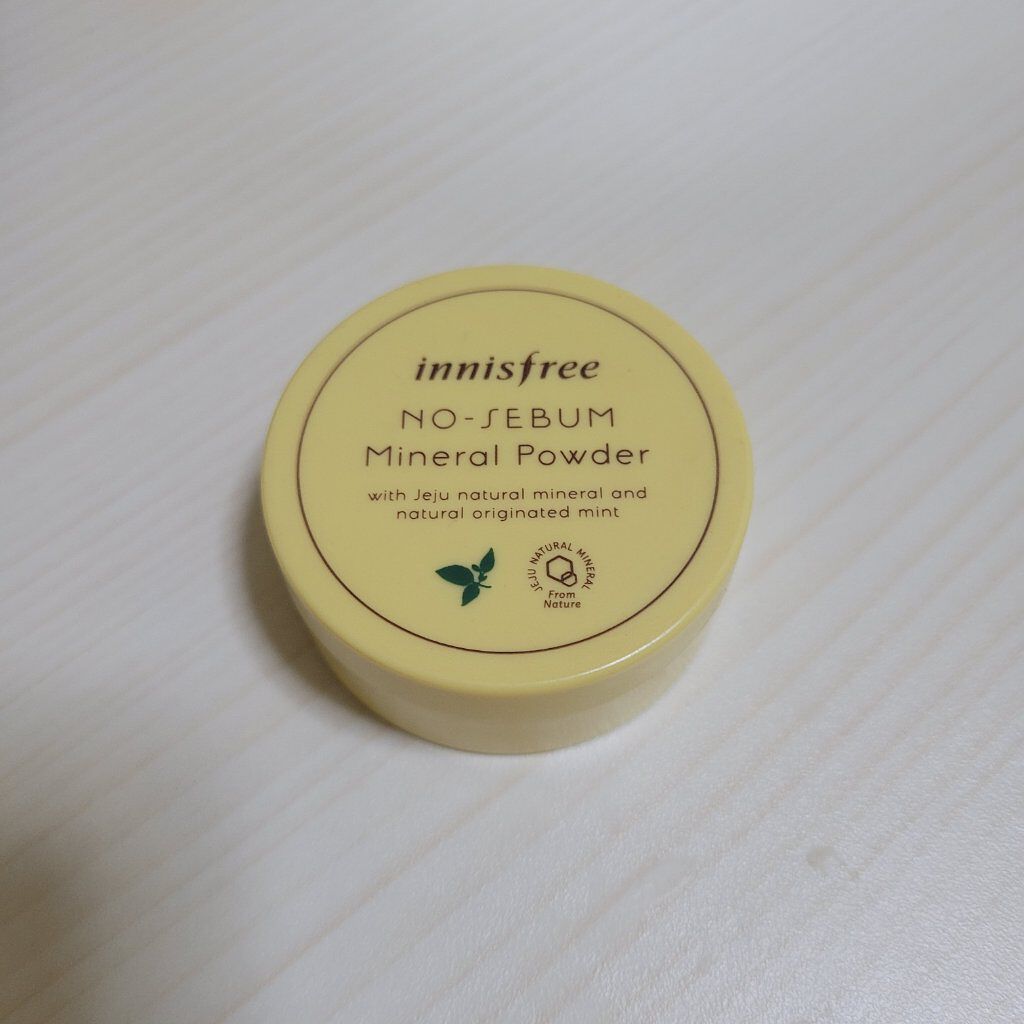 innisfree
NO-SEBUM
Mineral Powder
with Jeju natural mineral and
natural originated mint
JEJU NATURAL MINERAL
From
Nature